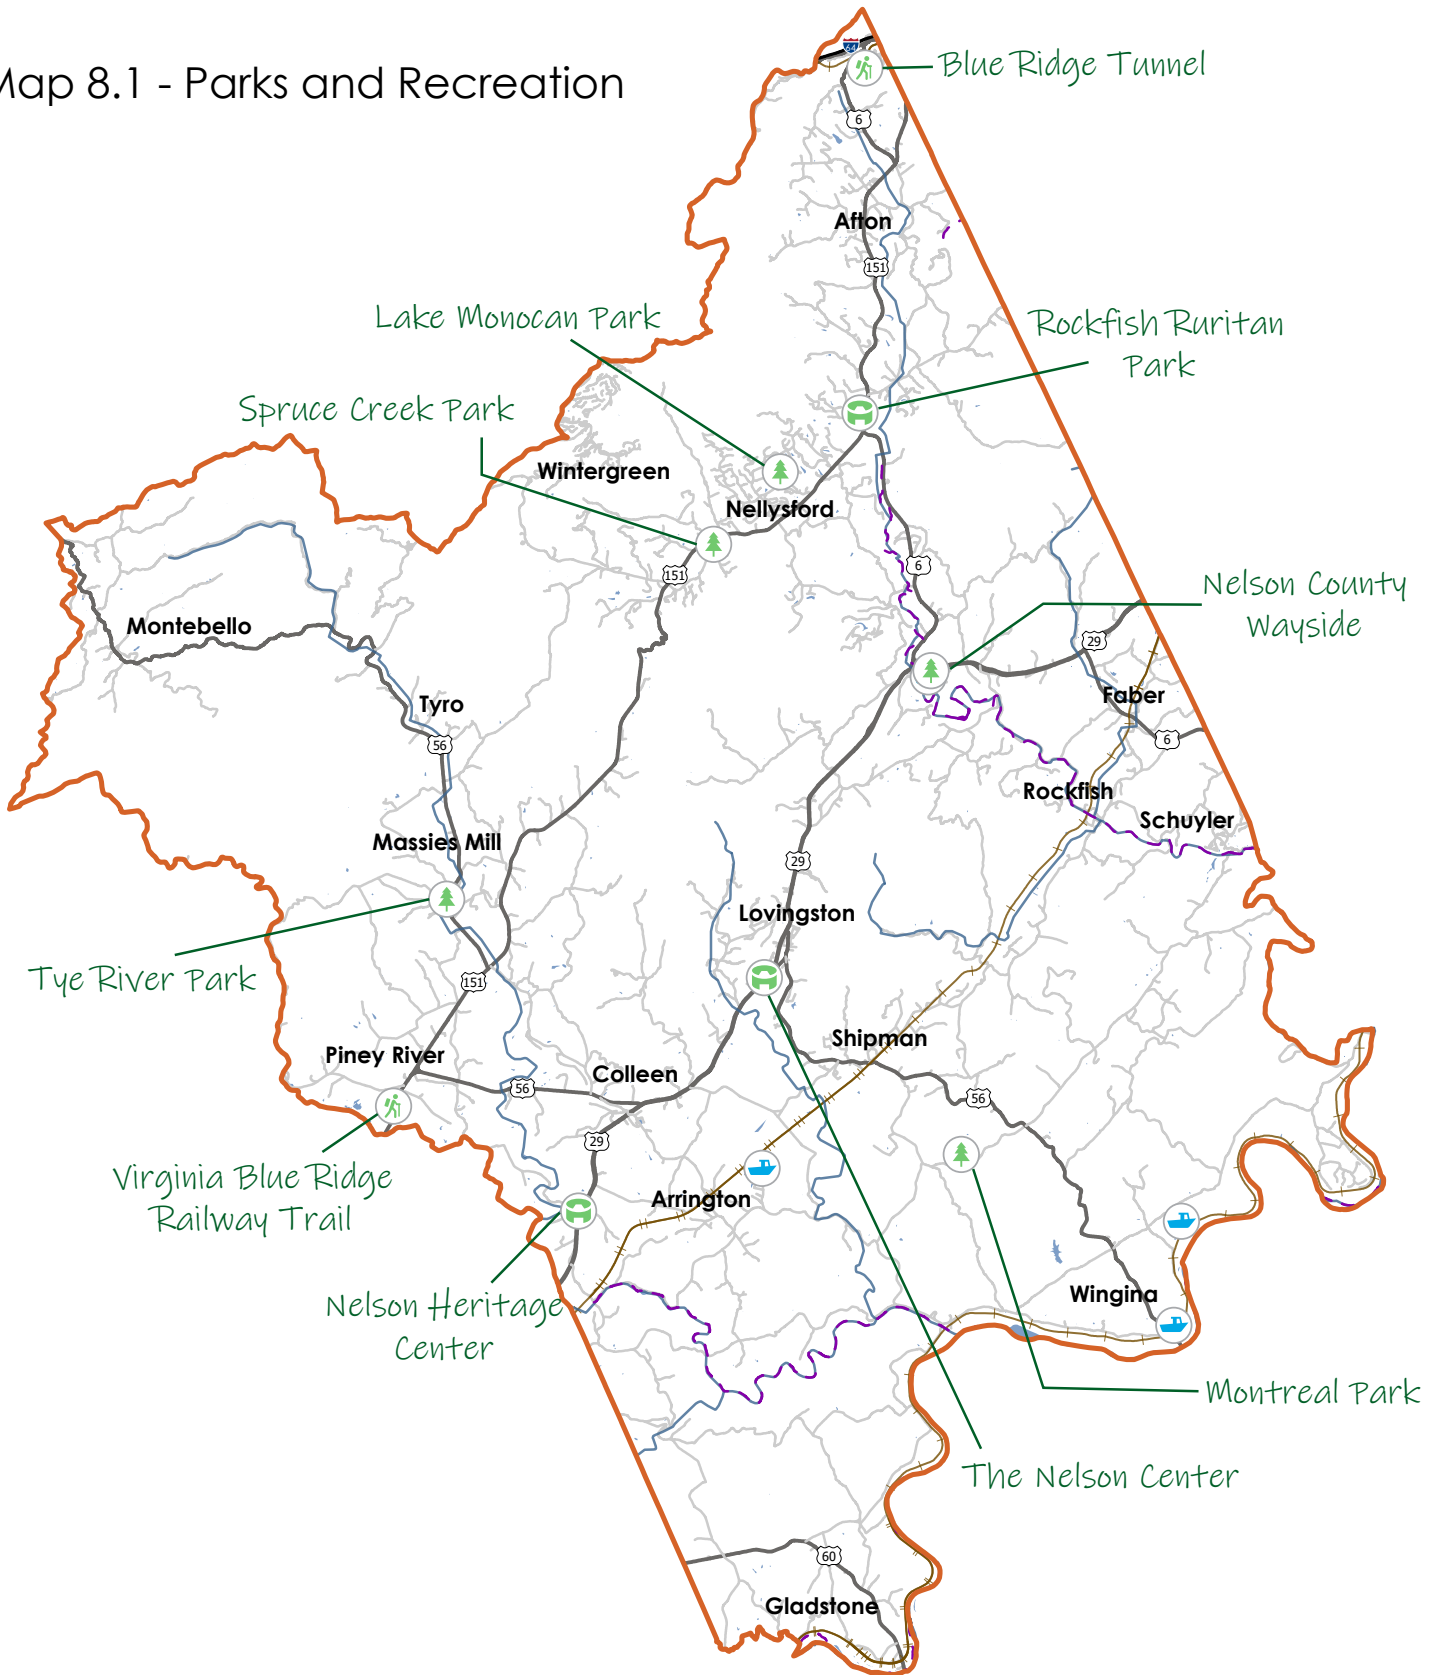 Map 8.1 - Parks and Recreation
64
Blue Ridge Tunnel
6
Afton
151
Lake Monocan Park
Rockfish Ruritan
Park
Spruce Creek Park
Wintergreen
Nellysford
151
6
Nelson County
Wayside
Montebello
29
Tyro
Faber
56
6
Rockfish
Schuyler
Massies Mill
29
Lovingston
Tye River Park
151
Shipman
Piney River
Colleen
56
56
29
Virginia Blue Ridge
Railway Trail
Arrington
Nelson Heritage
Center
Wingina
Montreal Park
The Nelson Center
60
Gladstone